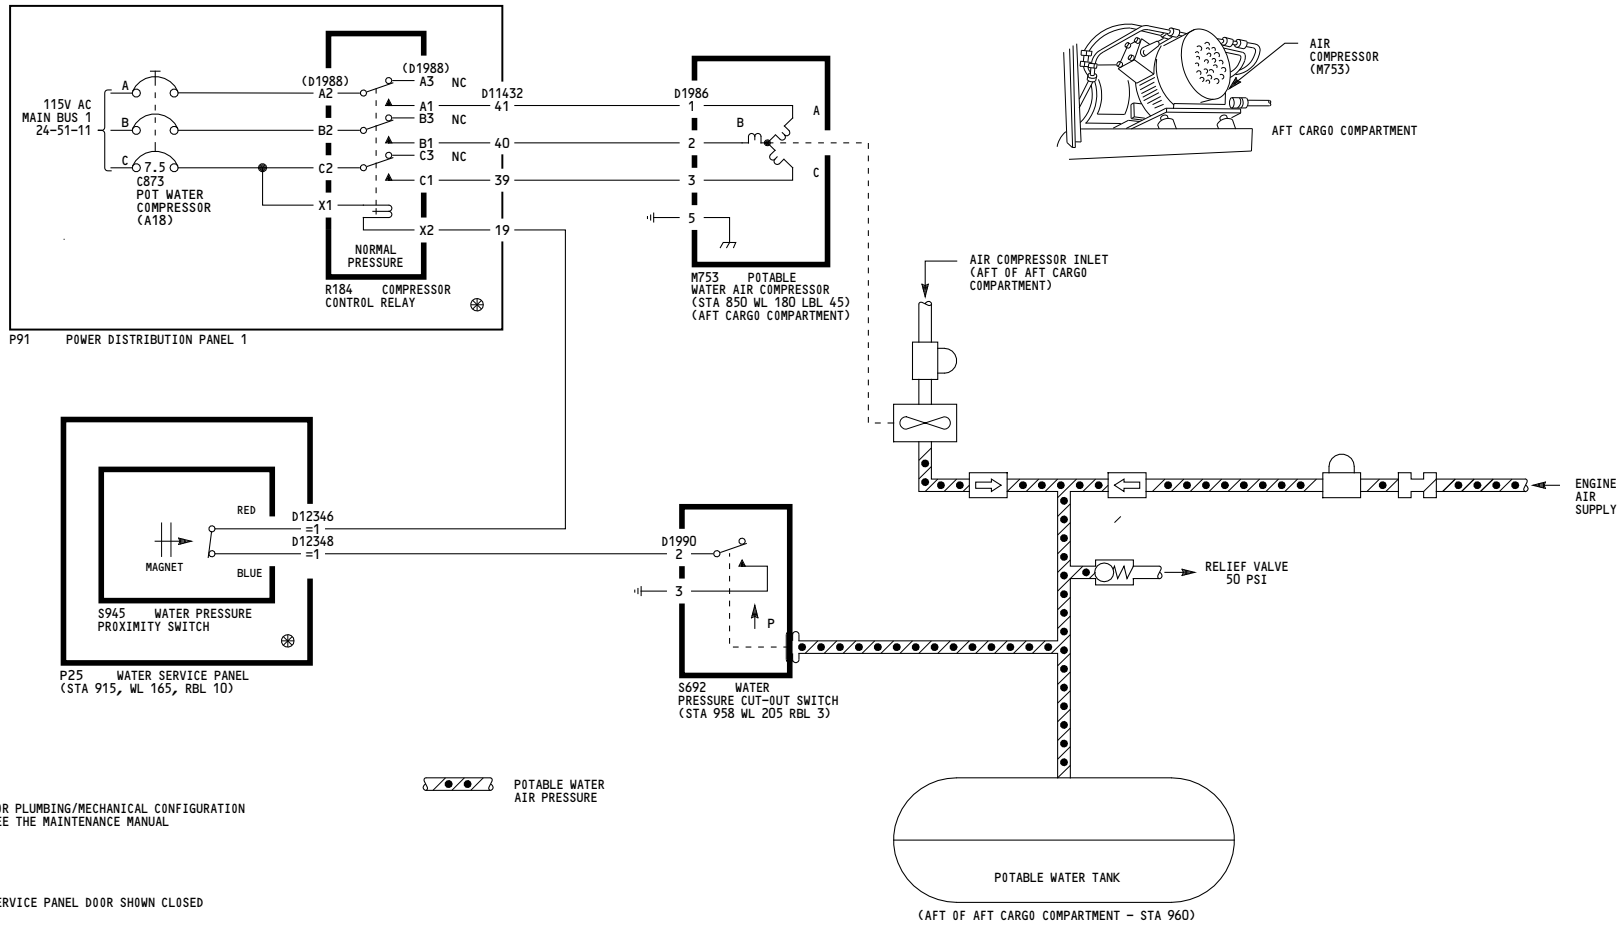 115V AC
MAIN BUS 1
24-51-11
A
B
C
7.5
C873
POT WATER
COMPRESSOR
(A18)
(D1988)
A2
B2
C2
X1
(D1988)
A3 NC
A1
B3 NC
B1
C3 NC
C1
X2
NORMAL
PRESSURE
R184 COMPRESSOR
CONTROL RELAY
D11432
41
40
39
19
P91 POWER DISTRIBUTION PANEL 1
D1986
1
2
3
5
A
B
C
M753 POTABLE
WATER AIR COMPRESSOR
(STA 850 WL 180 LBL 45)
(AFT CARGO COMPARTMENT)
AIR
COMPRESSOR
(M753)
AFT CARGO COMPARTMENT
AIR COMPRESSOR INLET
(AFT OF AFT CARGO
COMPARTMENT)
ENGINE
AIR
SUPPLY
RELIEF VALVE
50 PSI
RED
D12346
=1
D12348
=1
BLUE
MAGNET
S945 WATER PRESSURE
PROXIMITY SWITCH
P25 WATER SERVICE PANEL
(STA 915, WL 165, RBL 10)
D1990
2
3
P
S692 WATER
PRESSURE CUT-OUT SWITCH
(STA 958 WL 205 RBL 3)
POTABLE WATER
AIR PRESSURE
OR PLUMBING/MECHANICAL CONFIGURATION
EE THE MAINTENANCE MANUAL
ERVICE PANEL DOOR SHOWN CLOSED
POTABLE WATER TANK
(AFT OF AFT CARGO COMPARTMENT - STA 960)